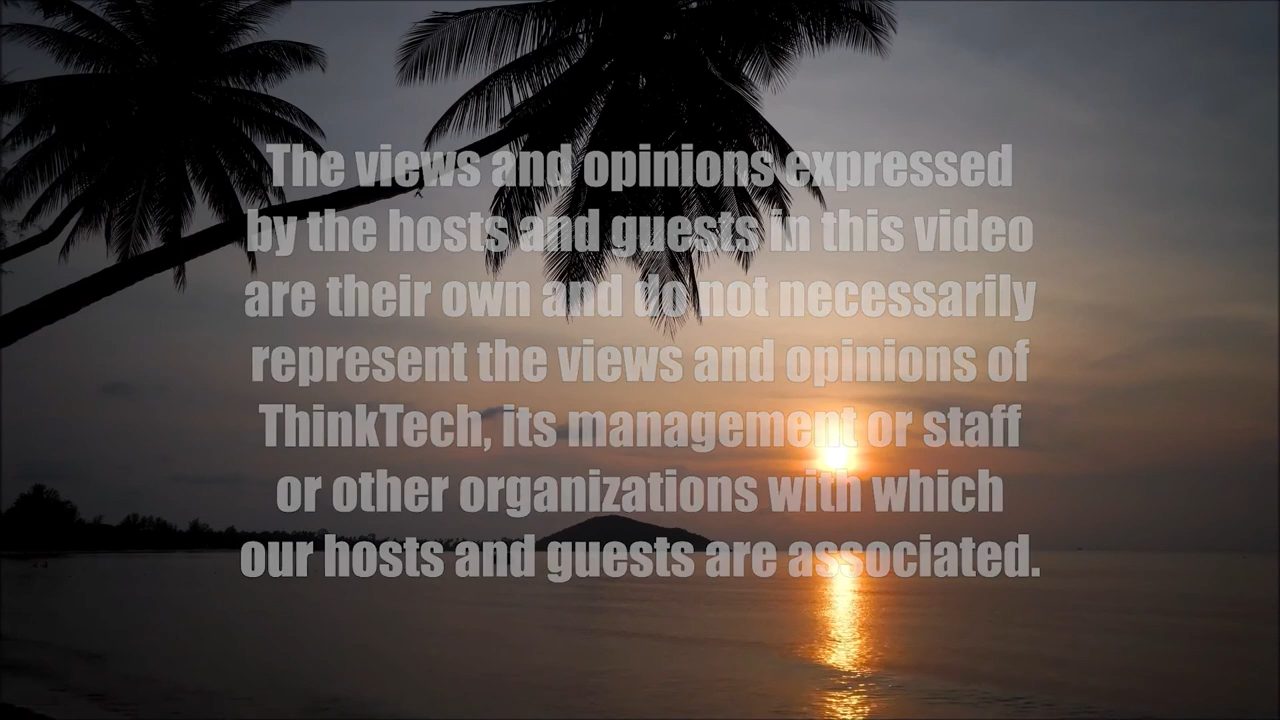 The views and opinions expressed
by the hosts and guests in this video
are their own and do not necessarily
represent the views and opinions of
ThinkTech, its management or staff
or other organizations with which
our hosts and guests are associated.